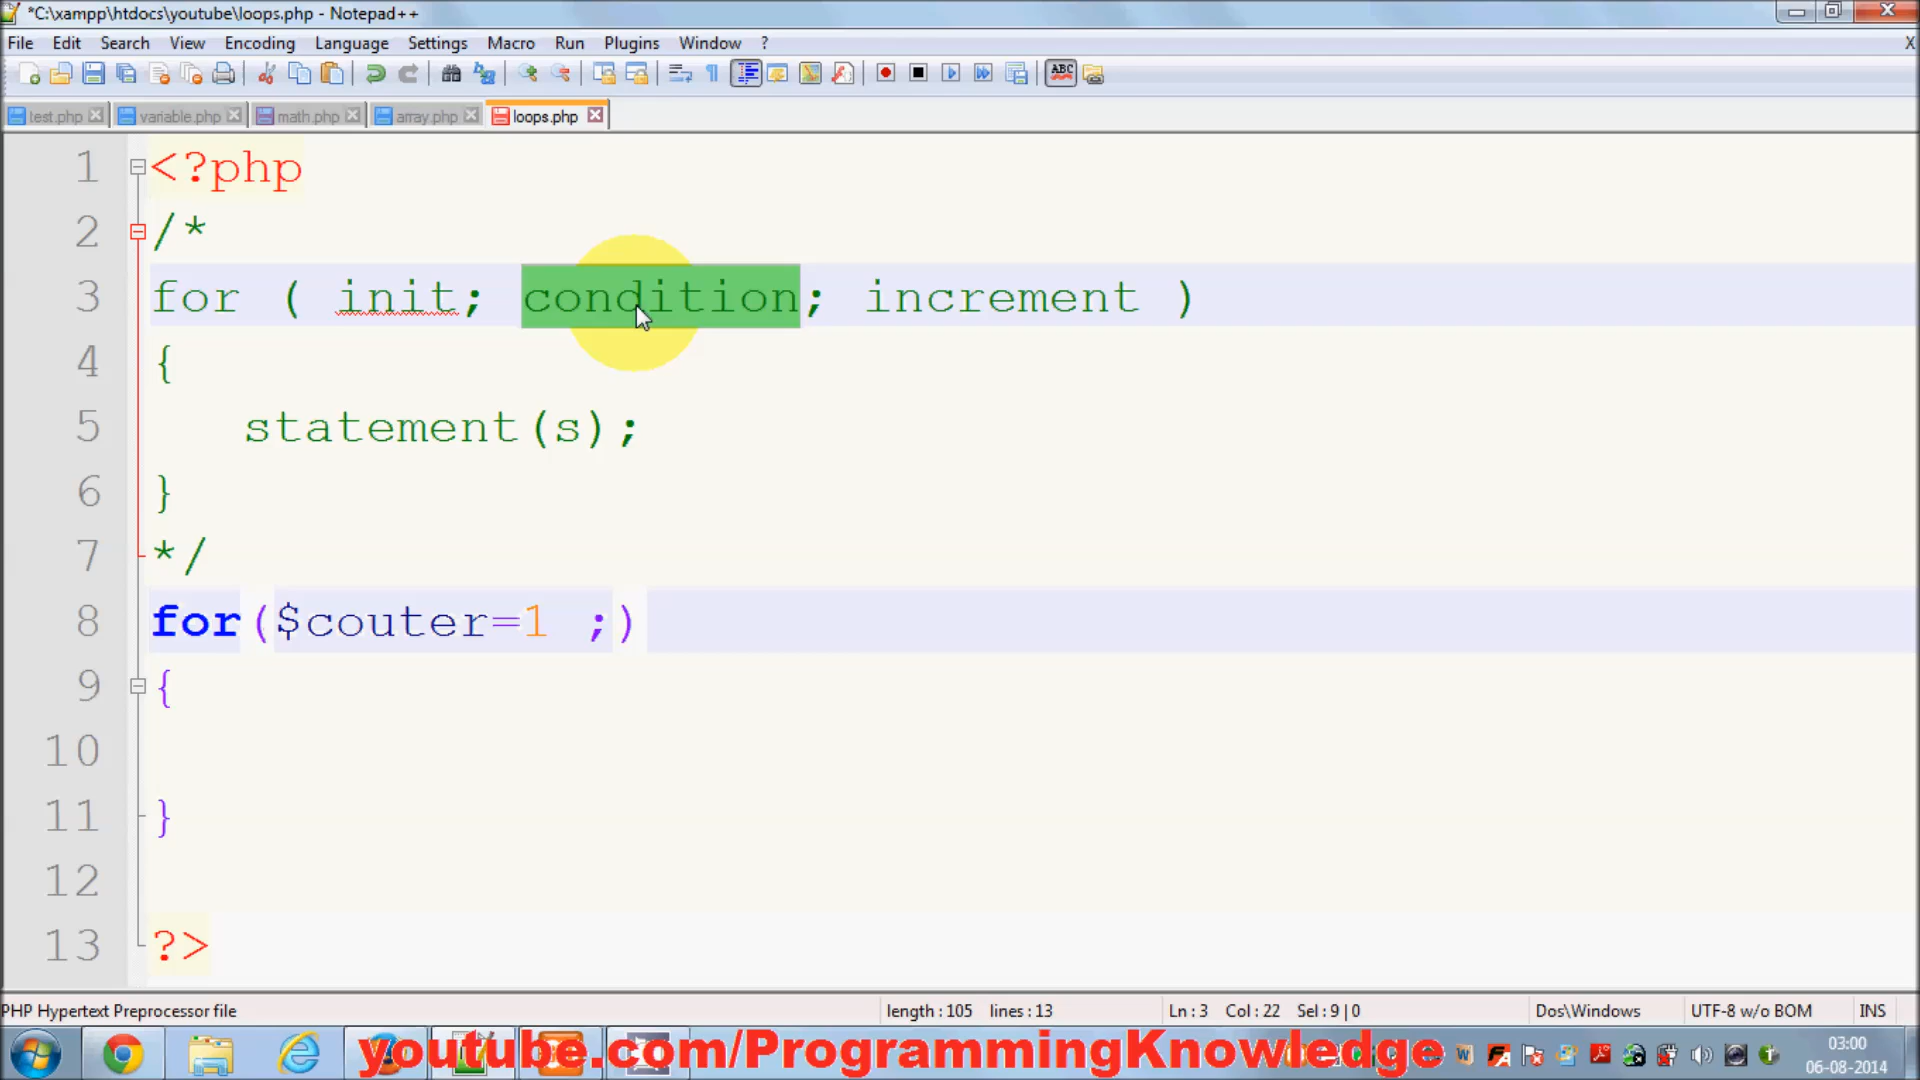 *C:\xampp\htdocs\youtube\loops.php - Notepad++
File Edit Search View Encoding Language Settings Macro Run Plugins Window ? X
ABC
test.php variable.php math.php array.php loops.php
1 <?php
2 /*
3 for ( init; condition; increment )
4 {
5 statement(s);
6 }
7 */
8 for($couter=1 ;)
9 {
10
11 }
12
13 ?>
PHP Hypertext Preprocessor file length : 105 lines : 13 Ln : 3 Col : 22 Sel : 9 | 0 Dos\Windows UTF-8 w/o BOM INS
youtube.com/ProgrammingKnowledge
03:00
06-08-2014